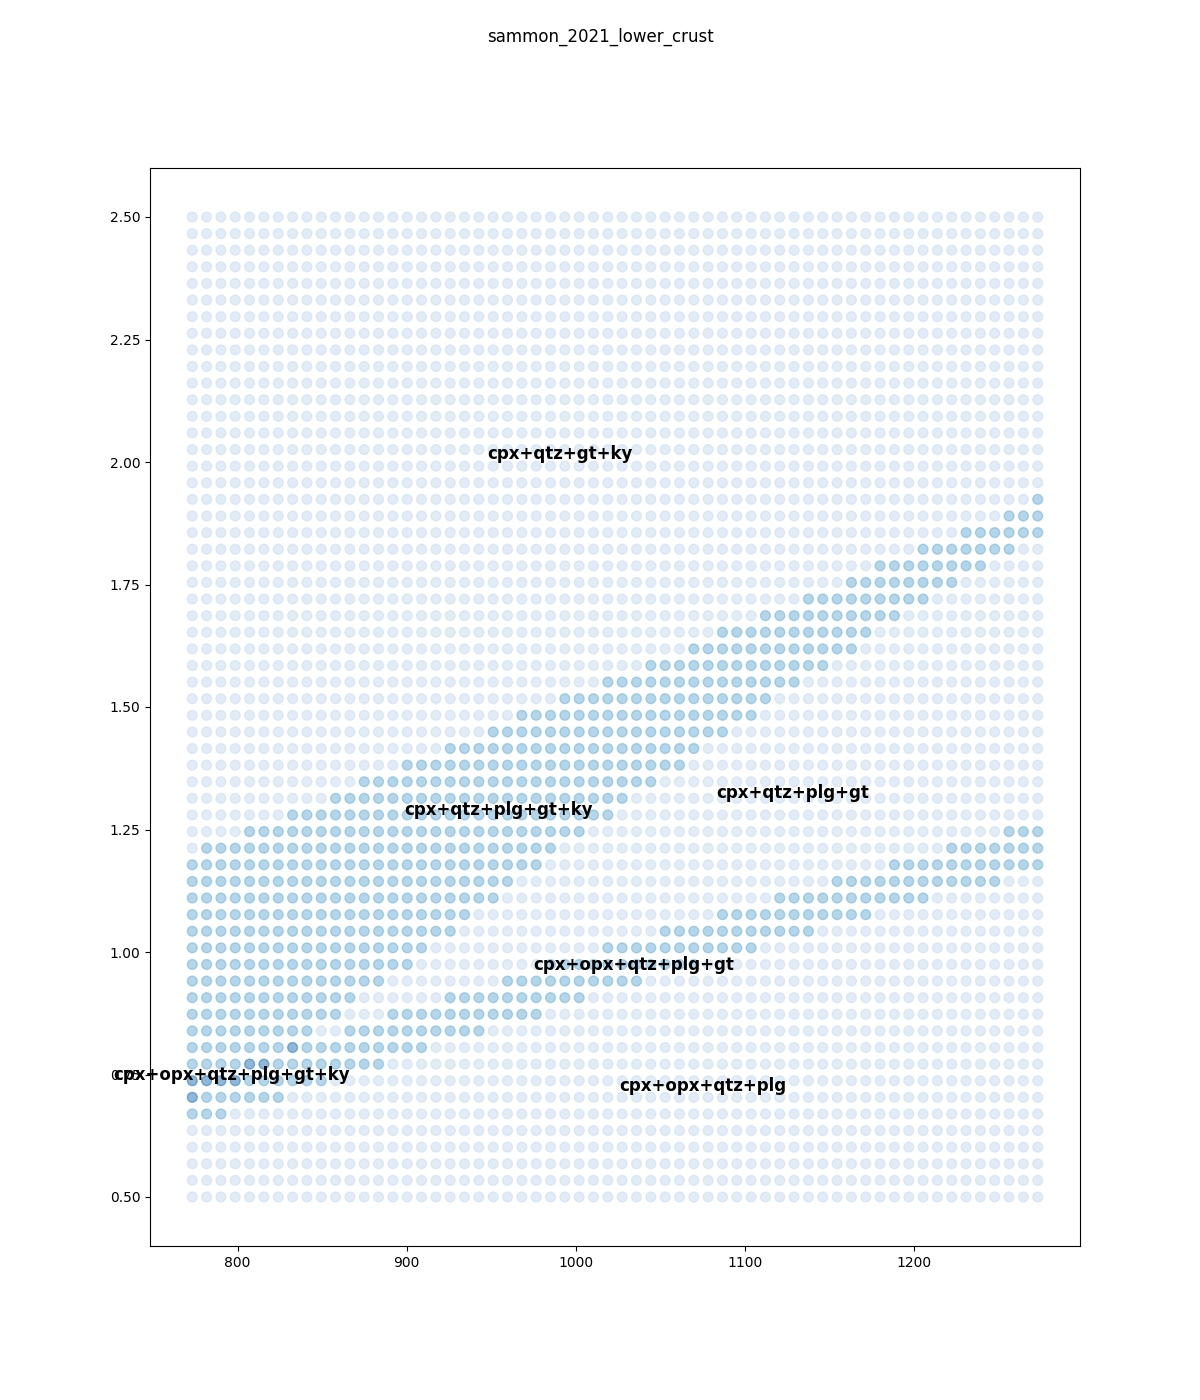 sammon_2021_lower_crust
2.50
2.25
cpx+qtz+gt+ky
2.00
1.75
1.50
cpx+qtz+plg+gt
cpx+qtz+plg+gt+ky
1.25
cpx+opx+qtz+plg+gt
1.00
cpx+opx+qtz+plg+gt+ky
0.75
cpx+opx+qtz+plg
0.50
800 900 1000 1100 1200